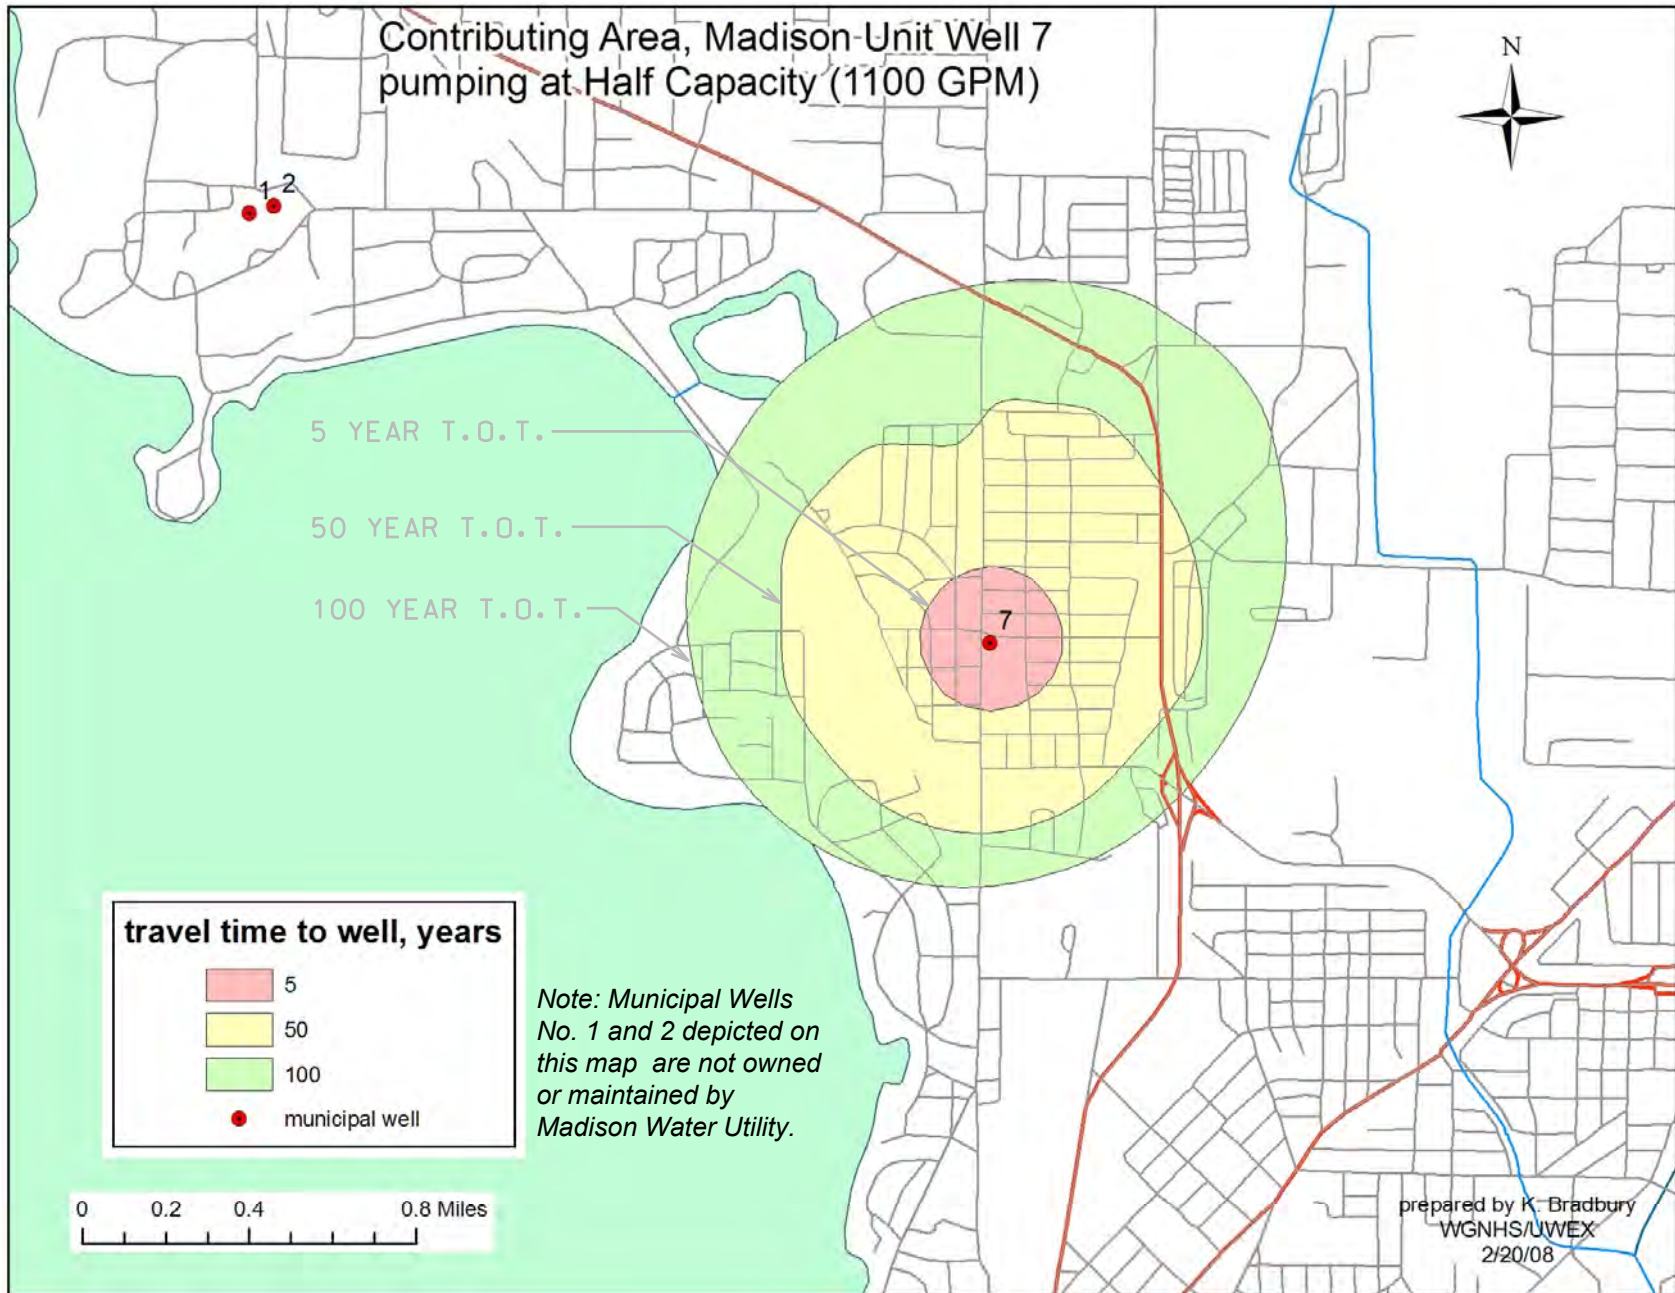 Contributing Area, Madison Unit Well 7
pumping at Half Capacity (1100 GPM)
N
1 2
5 YEAR T.O.T.
50 YEAR T.O.T.
100 YEAR T.O.T.
7
travel time to well, years
5
50
100
municipal well
Note: Municipal Wells
No. 1 and 2 depicted on
this map are not owned
or maintained by
Madison Water Utility.
0 0.2 0.4 0.8 Miles
prepared by K. Bradbury
WGNHS/UWEX
2/20/08